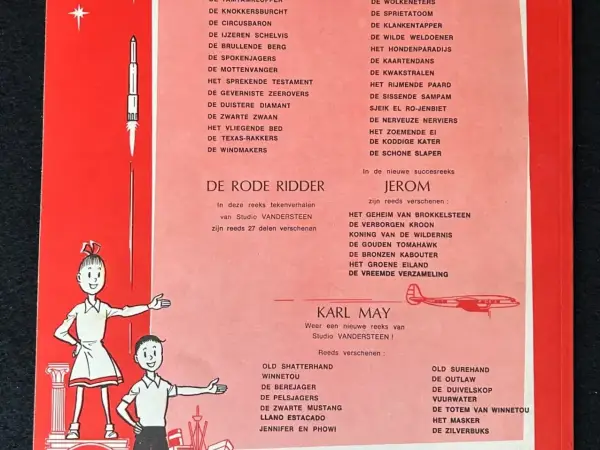 DE TAMTAMKLOPPER
DE KNOKKERSBURCHT
DE CIRCUSBARON
DE IJZEREN SCHELVIS
DE BRULLENDE BERG
DE SPOKENJAGERS
DE MOTTENVANGER
HET SPREKENDE TESTAMENT
DE GEVERNISTE ZEEROVERS
DE DUISTERE DIAMANT
DE ZWARTE ZWAAN
HET VLIEGENDE BED
DE TEXAS-RAKKERS
DE WINDMAKERS
DE WOLKENETERS
DE SPRIETATOOM
DE KLANKENTAPPER
DE WILDE WELDOENER
HET HONDENPARADIJS
DE KAARTENDANS
DE KWAKSTRALEN
HET RIJMENDE PAARD
DE SISSENDE SAMPAM
SJEIK EL RO-JENBIET
DE NERVEUZE NERVIERS
HET ZOEMENDE EI
DE KODDIGE KATER
DE SCHONE SLAPER
DE RODE RIDDER
In deze reeks tekenverhalen
van Studio VANDERSTEEN
zijn reeds 27 delen verschenen
In de nieuwe succesreeks
JEROM
zijn reeds verschenen :
HET GEHEIM VAN BROKKELSTEEN
DE VERBORGEN KROON
KONING VAN DE WILDERNIS
DE GOUDEN TOMAHAWK
DE BRONZEN KABOUTER
HET GROENE EILAND
DE VREEMDE VERZAMELING
KARL MAY
Weer een nieuwe reeks van
Studio VANDERSTEEN !
Reeds verschenen :
OLD SHATTERHAND
WINNETOU
DE BEREJAGER
DE PELSJAGERS
DE ZWARTE MUSTANG
LLANO ESTACADO
JENNIFER EN PHOWI
OLD SUREHAND
DE OUTLAW
DE DUIVELSKOP
VUURWATER
DE TOTEM VAN WINNETOU
HET MASKER
DE ZILVERBUKS